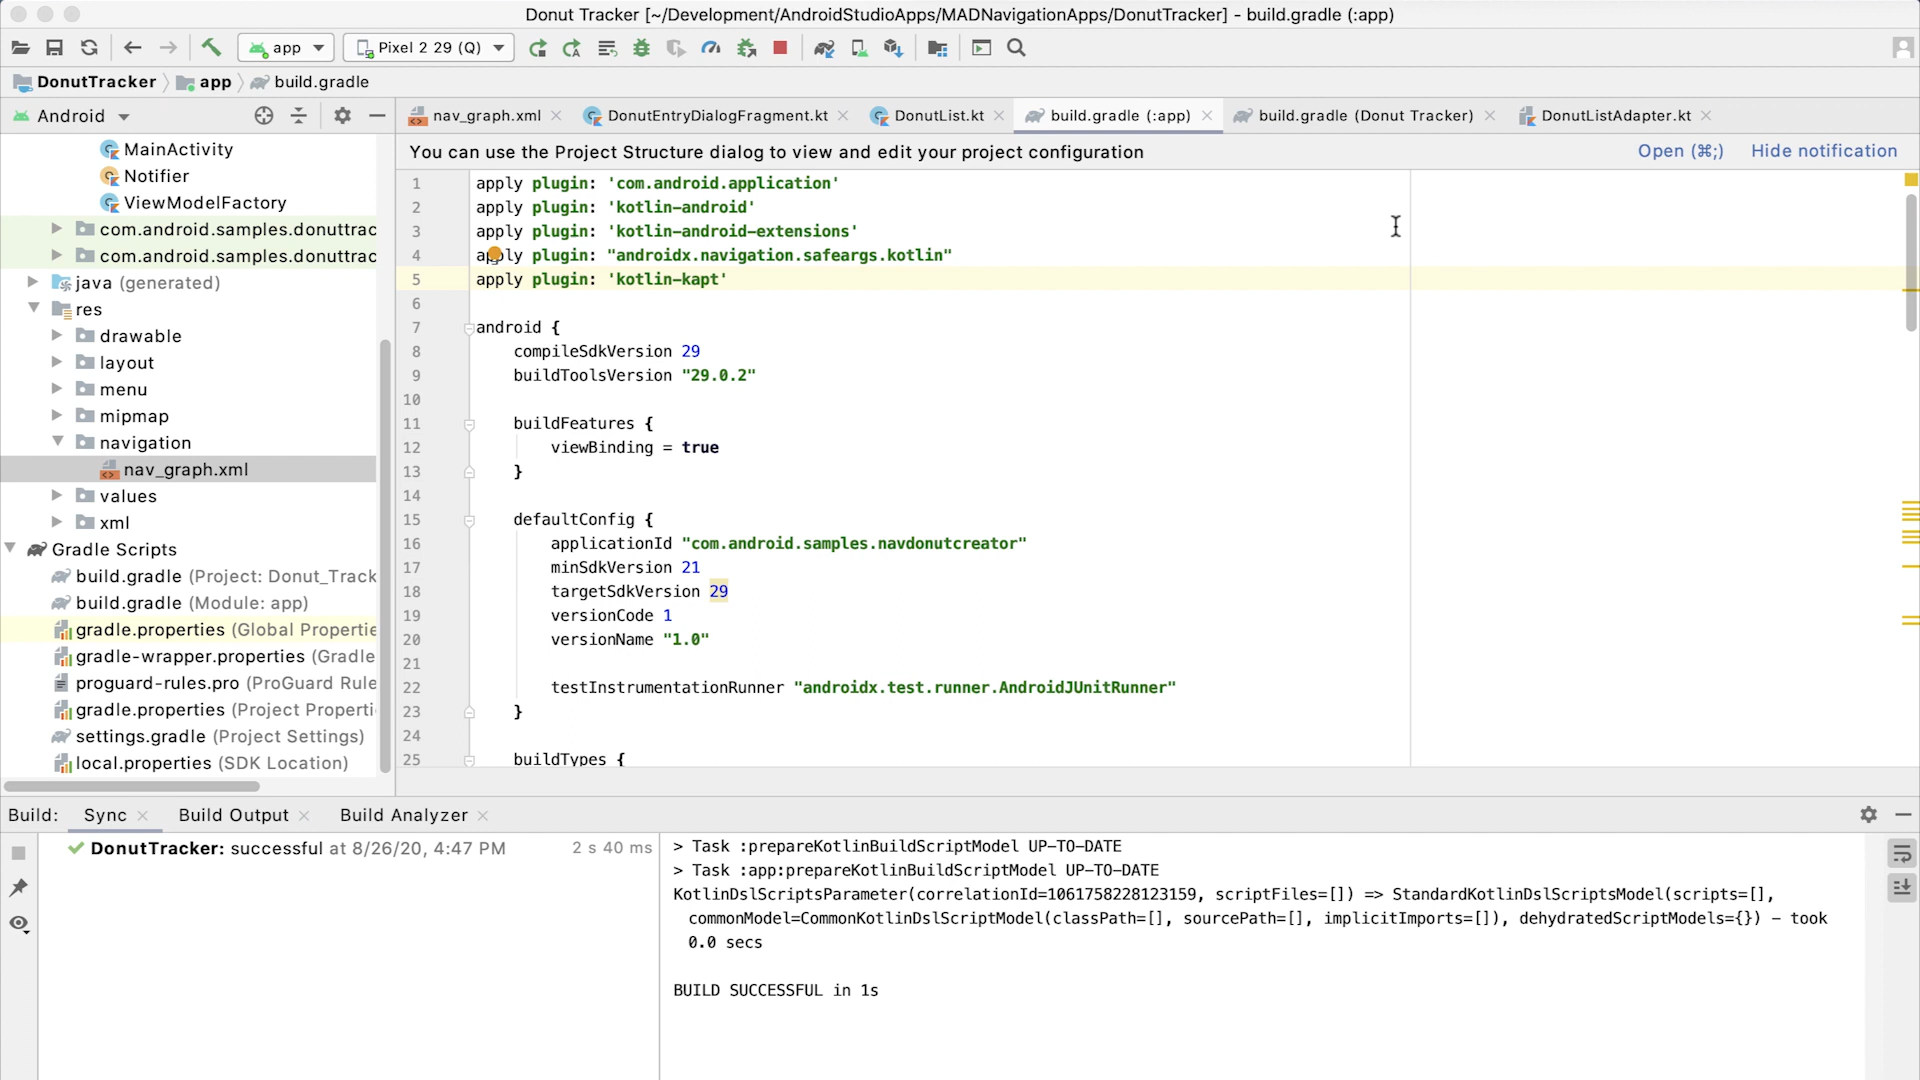 Donut Tracker [~/Development/AndroidStudioApps/MADNavigationApps/DonutTracker] - build.gradle (:app)
app
Pixel 2 29 (Q)
DonutTracker
app
build.gradle
Android
nav_graph.xml
DonutEntryDialogFragment.kt
DonutList.kt
build.gradle (:app)
build.gradle (Donut Tracker)
DonutListAdapter.kt
You can use the Project Structure dialog to view and edit your project configuration
Open (⌘;)
Hide notification
MainActivity
Notifier
ViewModelFactory
com.android.samples.donuttrac
com.android.samples.donuttrac
java (generated)
res
drawable
layout
menu
mipmap
navigation
nav_graph.xml
values
xml
Gradle Scripts
build.gradle (Project: Donut_Track
build.gradle (Module: app)
gradle.properties (Global Propertie
gradle-wrapper.properties (Gradle
proguard-rules.pro (ProGuard Rule
gradle.properties (Project Properti
settings.gradle (Project Settings)
local.properties (SDK Location)
1 apply plugin: 'com.android.application'
2 apply plugin: 'kotlin-android'
3 apply plugin: 'kotlin-android-extensions'
4 apply plugin: "androidx.navigation.safeargs.kotlin"
5 apply plugin: 'kotlin-kapt'
6
7 android {
8 compileSdkVersion 29
9 buildToolsVersion "29.0.2"
10
11 buildFeatures {
12 viewBinding = true
13 }
14
15 defaultConfig {
16 applicationId "com.android.samples.navdonutcreator"
17 minSdkVersion 21
18 targetSdkVersion 29
19 versionCode 1
20 versionName "1.0"
21
22 testInstrumentationRunner "androidx.test.runner.AndroidJUnitRunner"
23 }
24
25 buildTypes {
Build:
Sync
Build Output
Build Analyzer
DonutTracker: successful at 8/26/20, 4:47 PM
2 s 40 ms
> Task :prepareKotlinBuildScriptModel UP-TO-DATE
> Task :app:prepareKotlinBuildScriptModel UP-TO-DATE
KotlinDslScriptsParameter(correlationId=1061758228123159, scriptFiles=[]) => StandardKotlinDslScriptsModel(scripts=[],
commonModel=CommonKotlinDslScriptModel(classPath=[], sourcePath=[], implicitImports=[]), dehydratedScriptModels={}) – took
0.0 secs
BUILD SUCCESSFUL in 1s